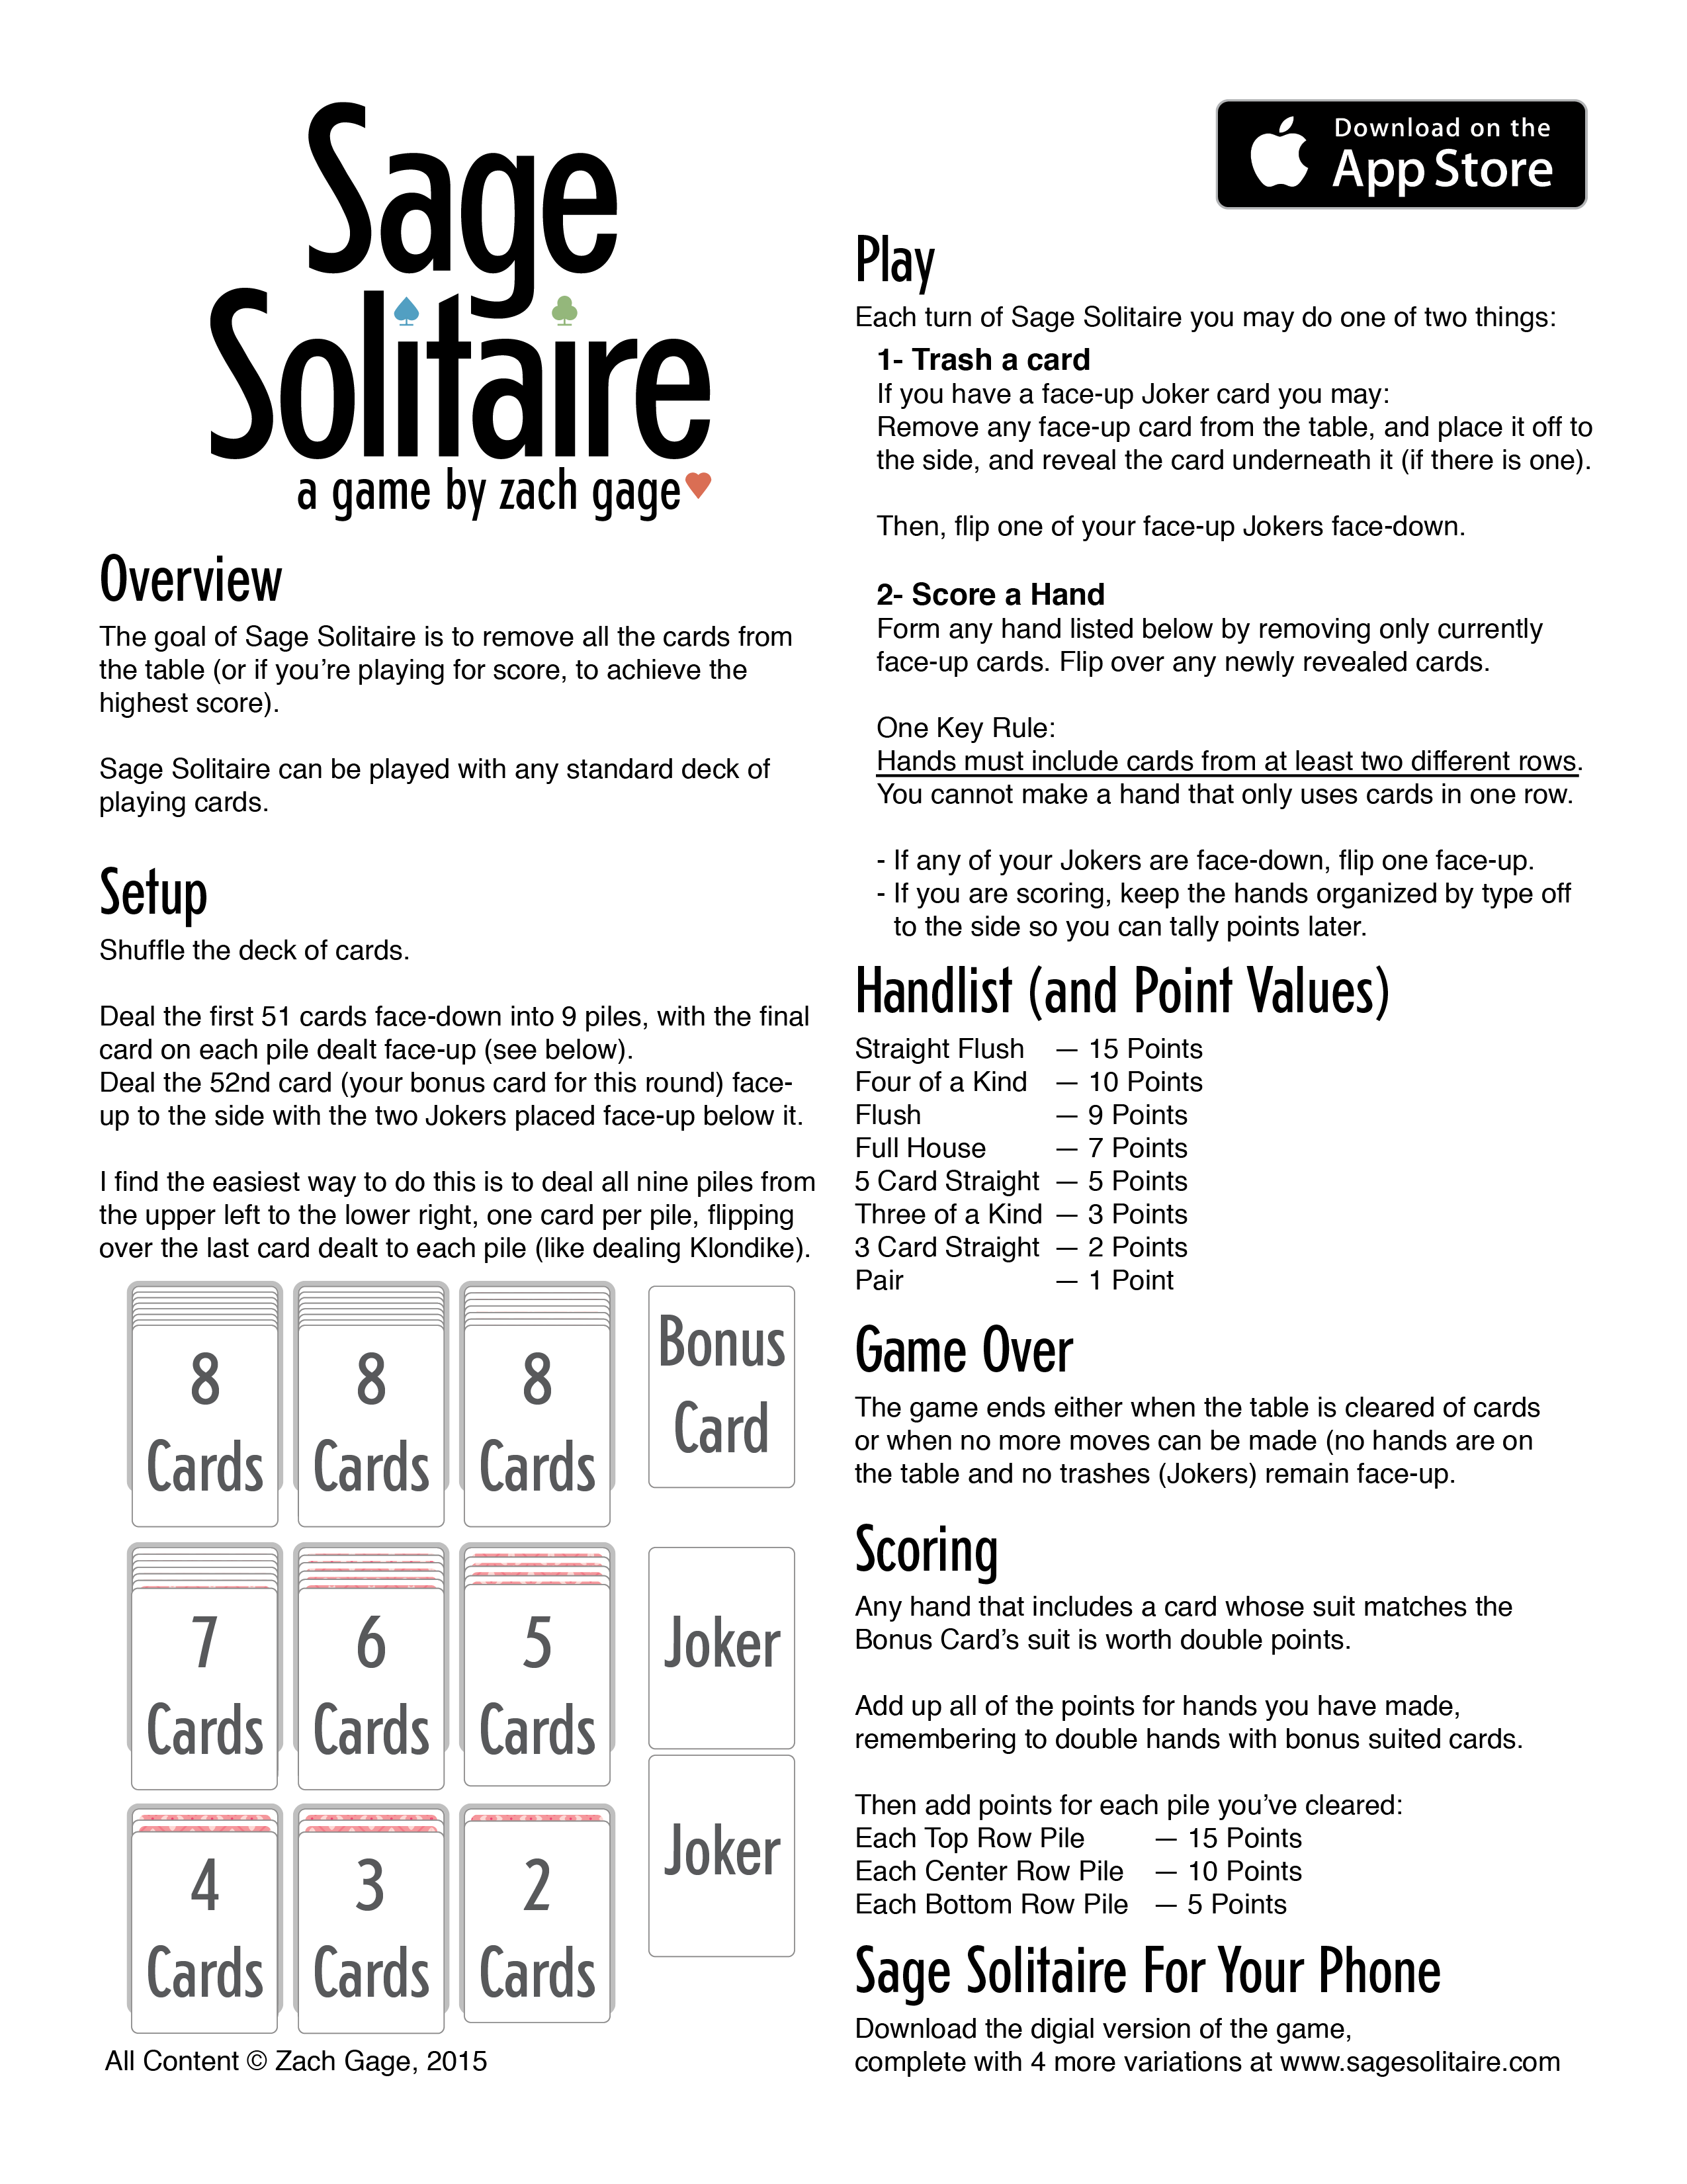 Sage
Solitaire
a game by zach gage
Overview
The goal of Sage Solitaire is to remove all the cards from
the table (or if you're playing for score, to achieve the
highest score).
Sage Solitaire can be played with any standard deck of
playing cards.
Setup
Shuffle the deck of cards.
Deal the first 51 cards face-down into 9 piles, with the final
card on each pile dealt face-up (see below).
Deal the 52nd card (your bonus card for this round) face-
up to the side with the two Jokers placed face-up below it.
I find the easiest way to do this is to deal all nine piles from
the upper left to the lower right, one card per pile, flipping
over the last card dealt to each pile (like dealing Klondike).
8
Cards
8
Cards
8
Cards
Bonus
Card
7
Cards
6
Cards
5
Cards
Joker
4
Cards
3
Cards
2
Cards
Joker
All Content © Zach Gage, 2015
Download on the
App Store
Play
Each turn of Sage Solitaire you may do one of two things:
1- Trash a card
If you have a face-up Joker card you may:
Remove any face-up card from the table, and place it off to
the side, and reveal the card underneath it (if there is one).
Then, flip one of your face-up Jokers face-down.
2- Score a Hand
Form any hand listed below by removing only currently
face-up cards. Flip over any newly revealed cards.
One Key Rule:
Hands must include cards from at least two different rows.
You cannot make a hand that only uses cards in one row.
- If any of your Jokers are face-down, flip one face-up.
- If you are scoring, keep the hands organized by type off
to the side so you can tally points later.
Handlist (and Point Values)
Straight Flush — 15 Points
Four of a Kind — 10 Points
Flush — 9 Points
Full House — 7 Points
5 Card Straight — 5 Points
Three of a Kind — 3 Points
3 Card Straight — 2 Points
Pair — 1 Point
Game Over
The game ends either when the table is cleared of cards
or when no more moves can be made (no hands are on
the table and no trashes (Jokers) remain face-up.
Scoring
Any hand that includes a card whose suit matches the
Bonus Card's suit is worth double points.
Add up all of the points for hands you have made,
remembering to double hands with bonus suited cards.
Then add points for each pile you've cleared:
Each Top Row Pile — 15 Points
Each Center Row Pile — 10 Points
Each Bottom Row Pile — 5 Points
Sage Solitaire For Your Phone
Download the digial version of the game,
complete with 4 more variations at www.sagesolitaire.com